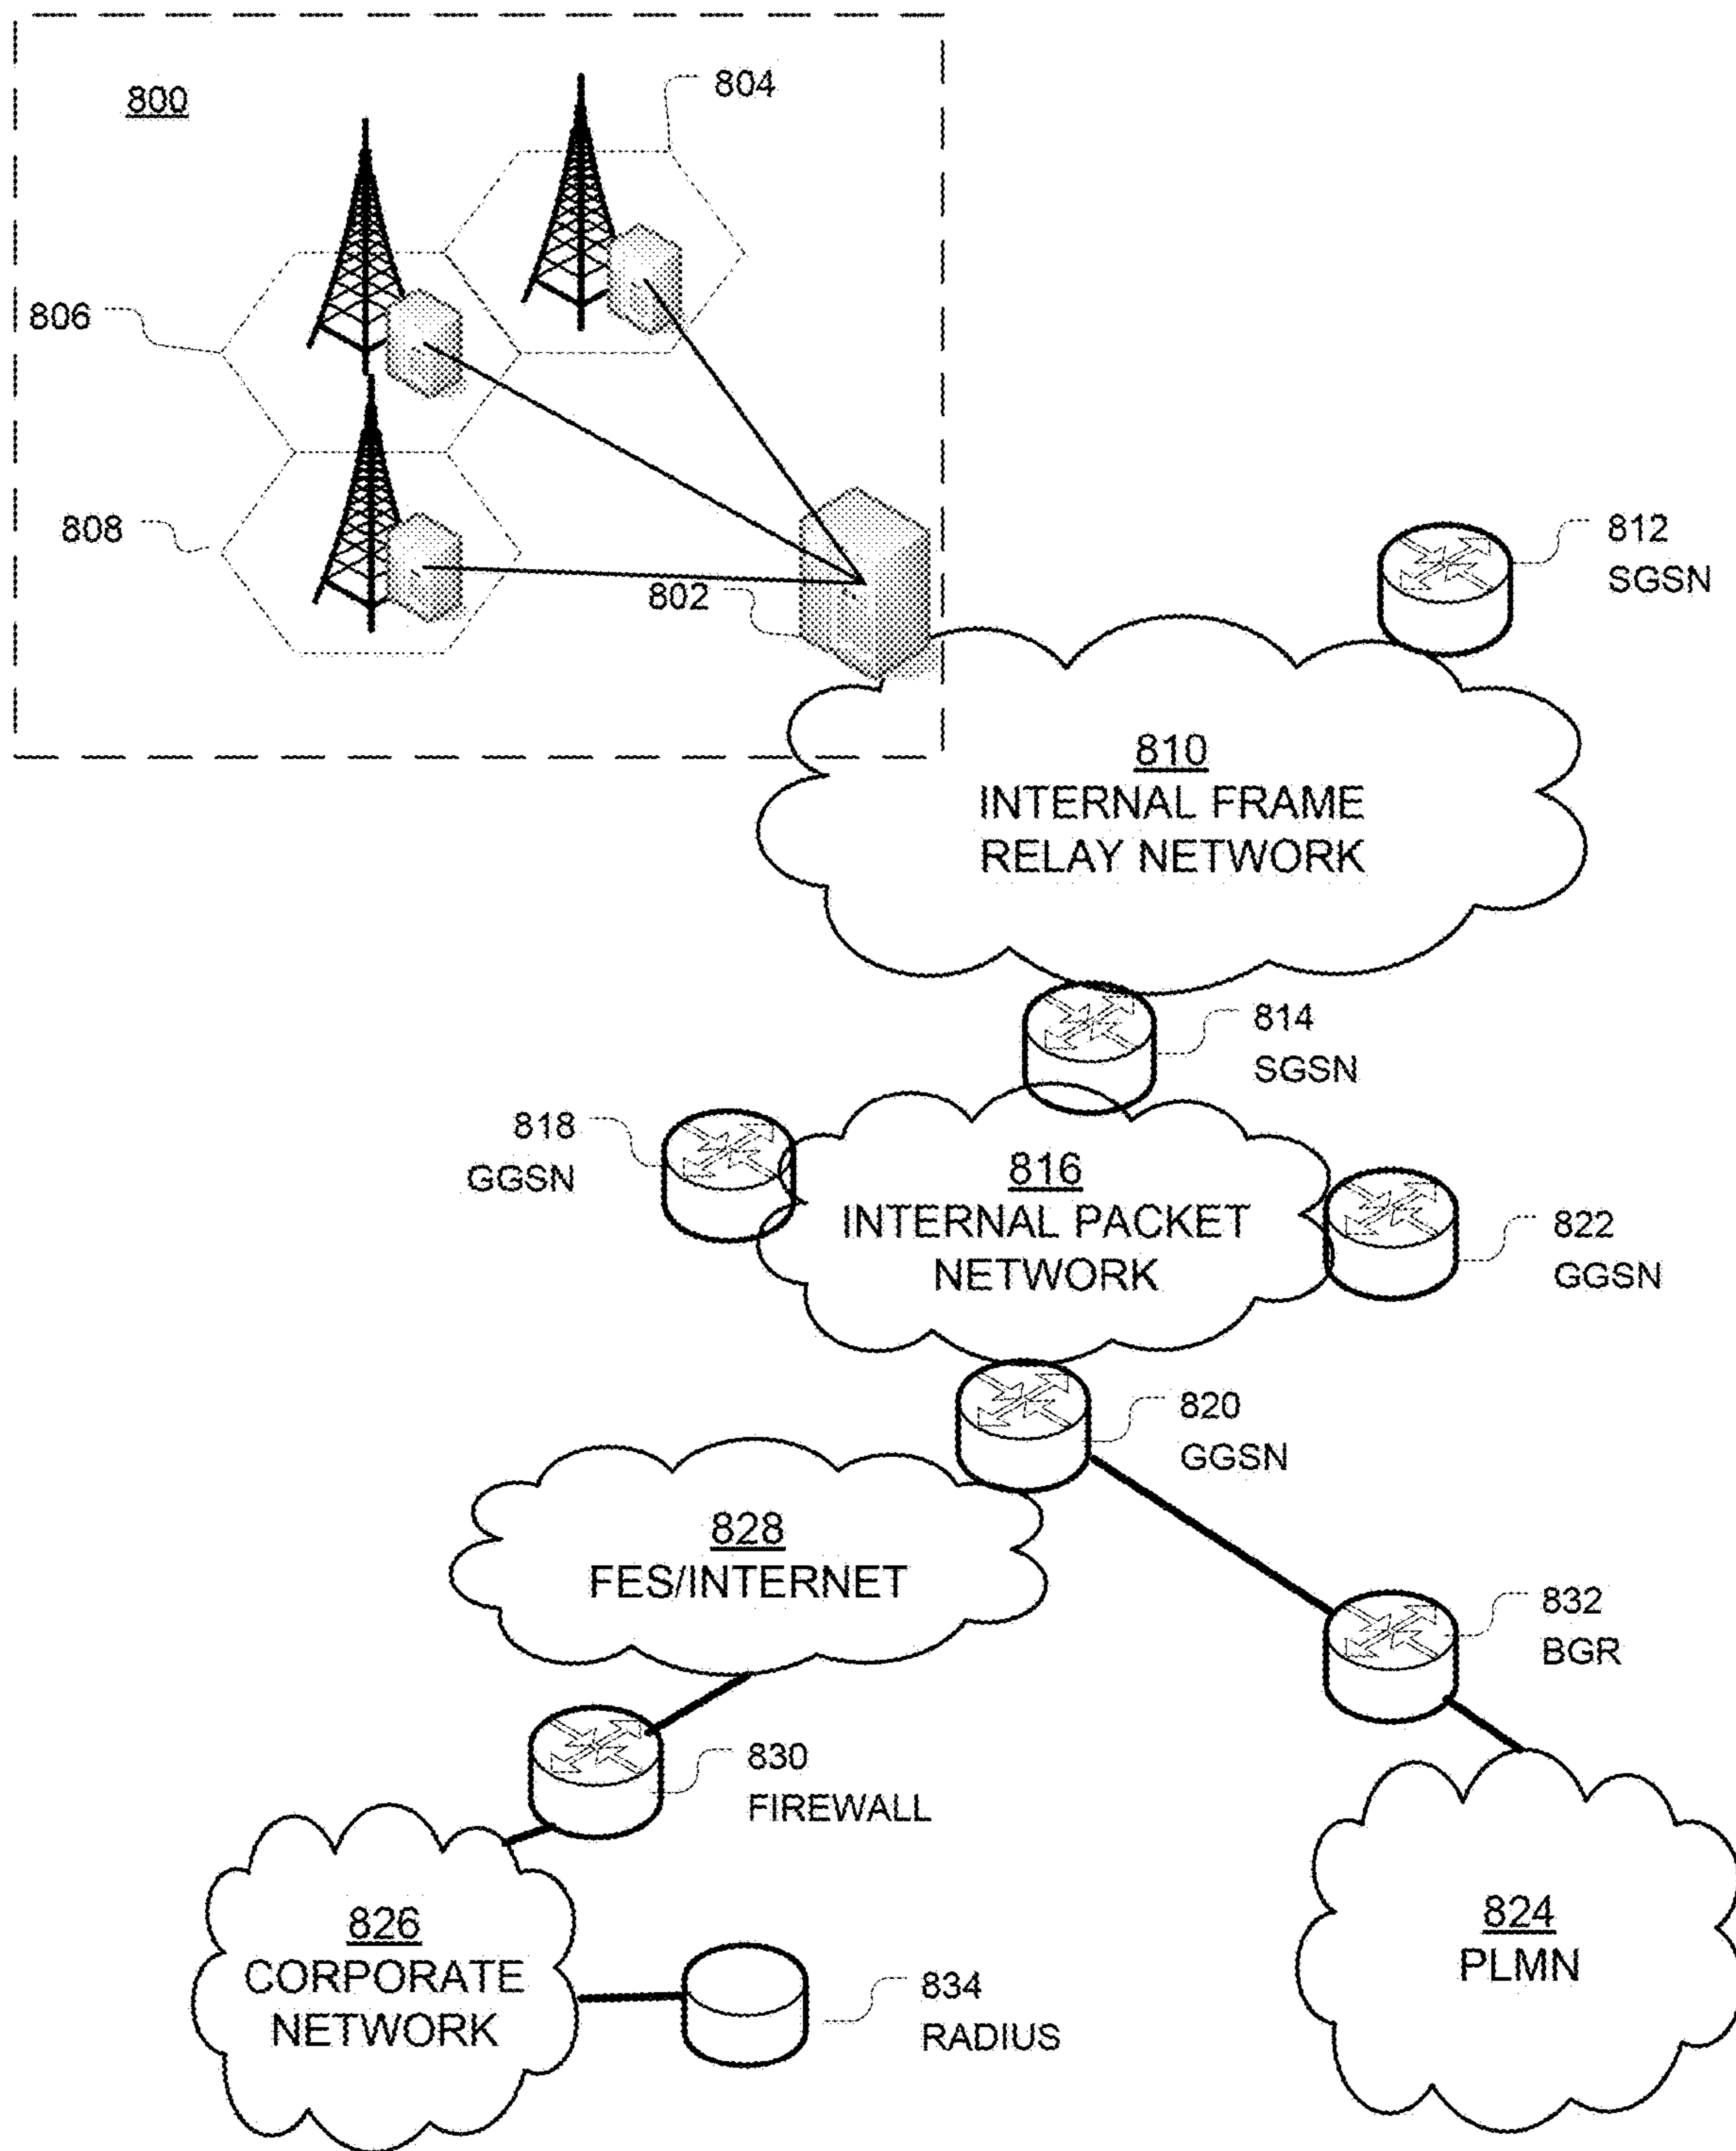 800
804
806
808
802
812
SGSN
810
INTERNAL FRAME
RELAY NETWORK
814
SGSN
818
GGSN
816
INTERNAL PACKET
NETWORK
822
GGSN
820
GGSN
828
FES/INTERNET
832
BGR
830
FIREWALL
826
CORPORATE
NETWORK
824
PLMN
834
RADIUS